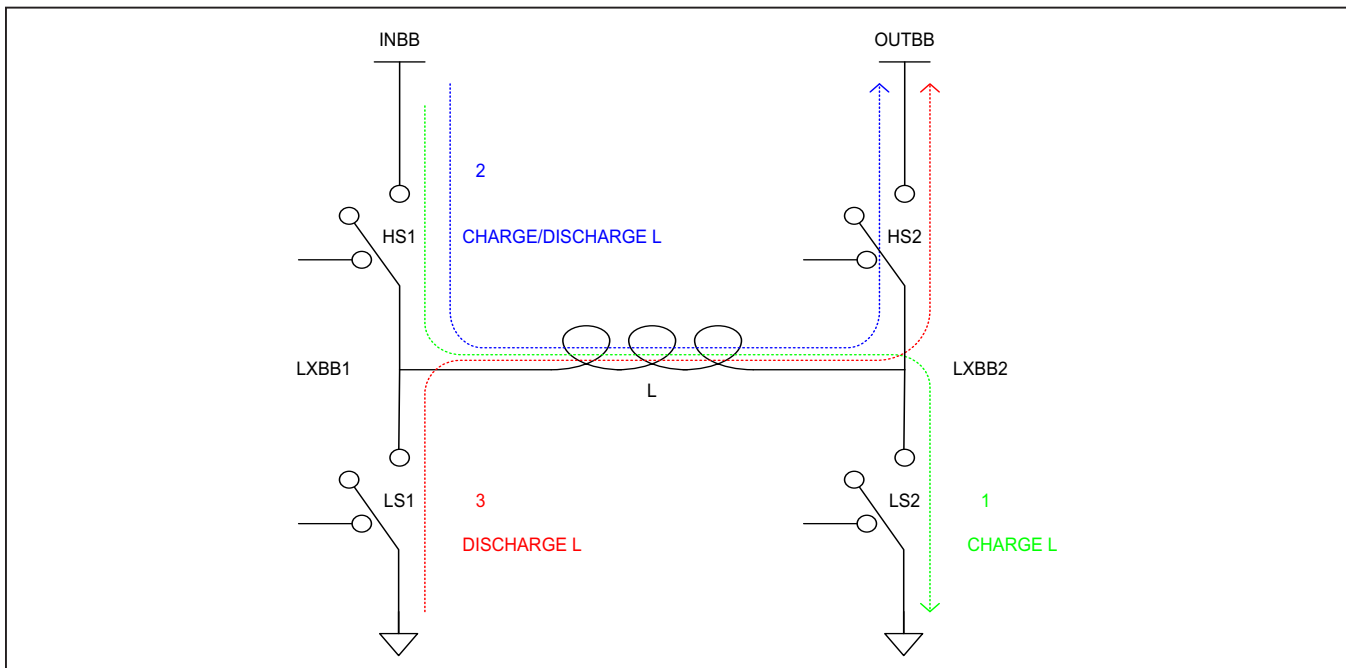 INBB
OUTBB
2
HS1
CHARGE/DISCHARGE L
HS2
LXBB1
LXBB2
L
LS1
3
LS2
1
DISCHARGE L
CHARGE L